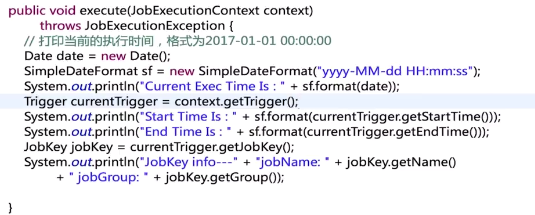 public void execute(JobExecutionContext context)
throws JobExecutionException {
// 打印当前的执行时间，格式为2017-01-01 00:00:00
Date date = new Date();
SimpleDateFormat sf = new SimpleDateFormat("yyyy-MM-dd HH:mm:ss");
System.out.println("Current Exec Time Is : " + sf.format(date));
Trigger currentTrigger = context.getTrigger();
System.out.println("Start Time Is : " + sf.format(currentTrigger.getStartTime()));
System.out.println("End Time Is : " + sf.format(currentTrigger.getEndTime()));
JobKey jobKey = currentTrigger.getJobKey();
System.out.println("JobKey info---" + "jobName: " + jobKey.getName()
+ " jobGroup: " + jobKey.getGroup());
}